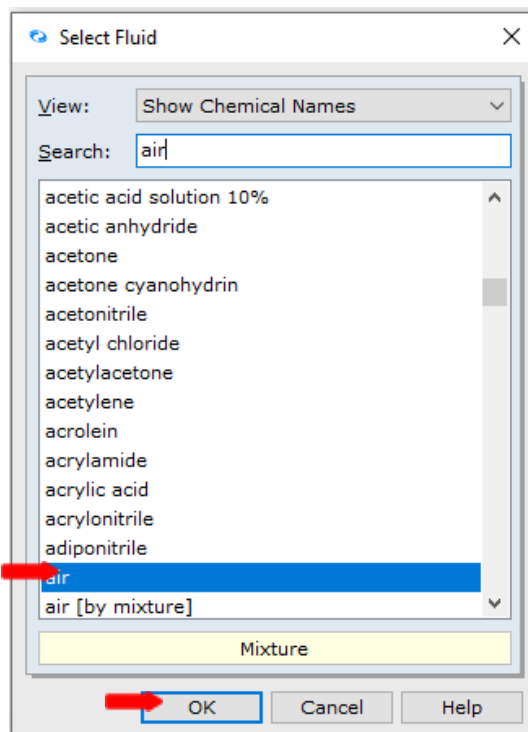 Select Fluid
View: Show Chemical Names
Search: air
acetic acid solution 10%
acetic anhydride
acetone
acetone cyanohydrin
acetonitrile
acetyl chloride
acetylacetone
acetylene
acrolein
acrylamide
acrylic acid
acrylonitrile
adiponitrile
air
air [by mixture]
Mixture
OK Cancel Help